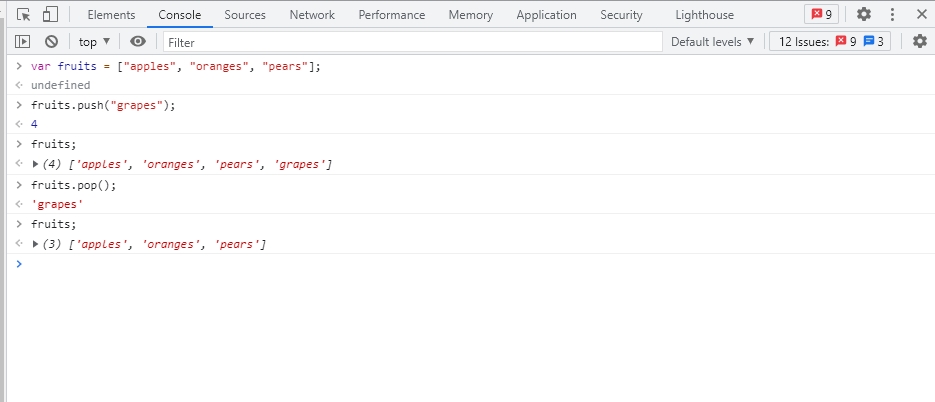 Elements Console Sources Network Performance Memory Application Security Lighthouse 9
top Filter Default levels 12 Issues: 9 3
var fruits = ["apples", "oranges", "pears"];
undefined
fruits.push("grapes");
4
fruits;
(4) ['apples', 'oranges', 'pears', 'grapes']
fruits.pop();
'grapes'
fruits;
(3) ['apples', 'oranges', 'pears']